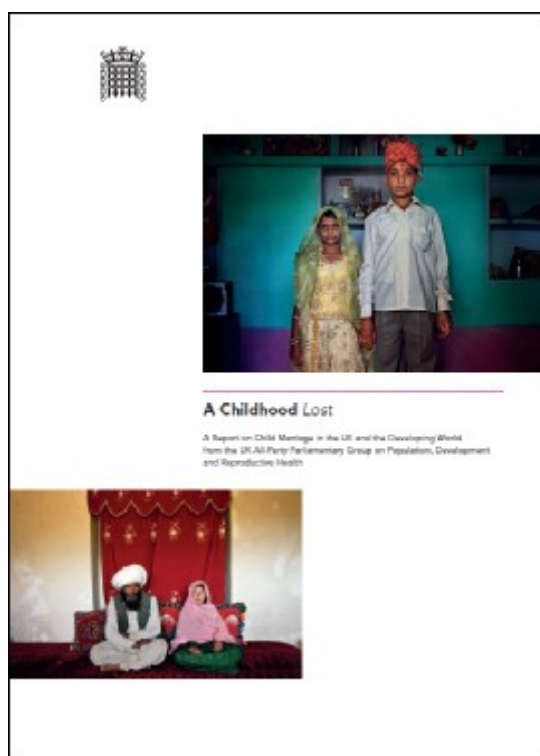 A Childhood Lost
A Report on Child Marriage in the UK and the Developing World
from the UK All-Party Parliamentary Group on Population, Development
and Reproductive Health